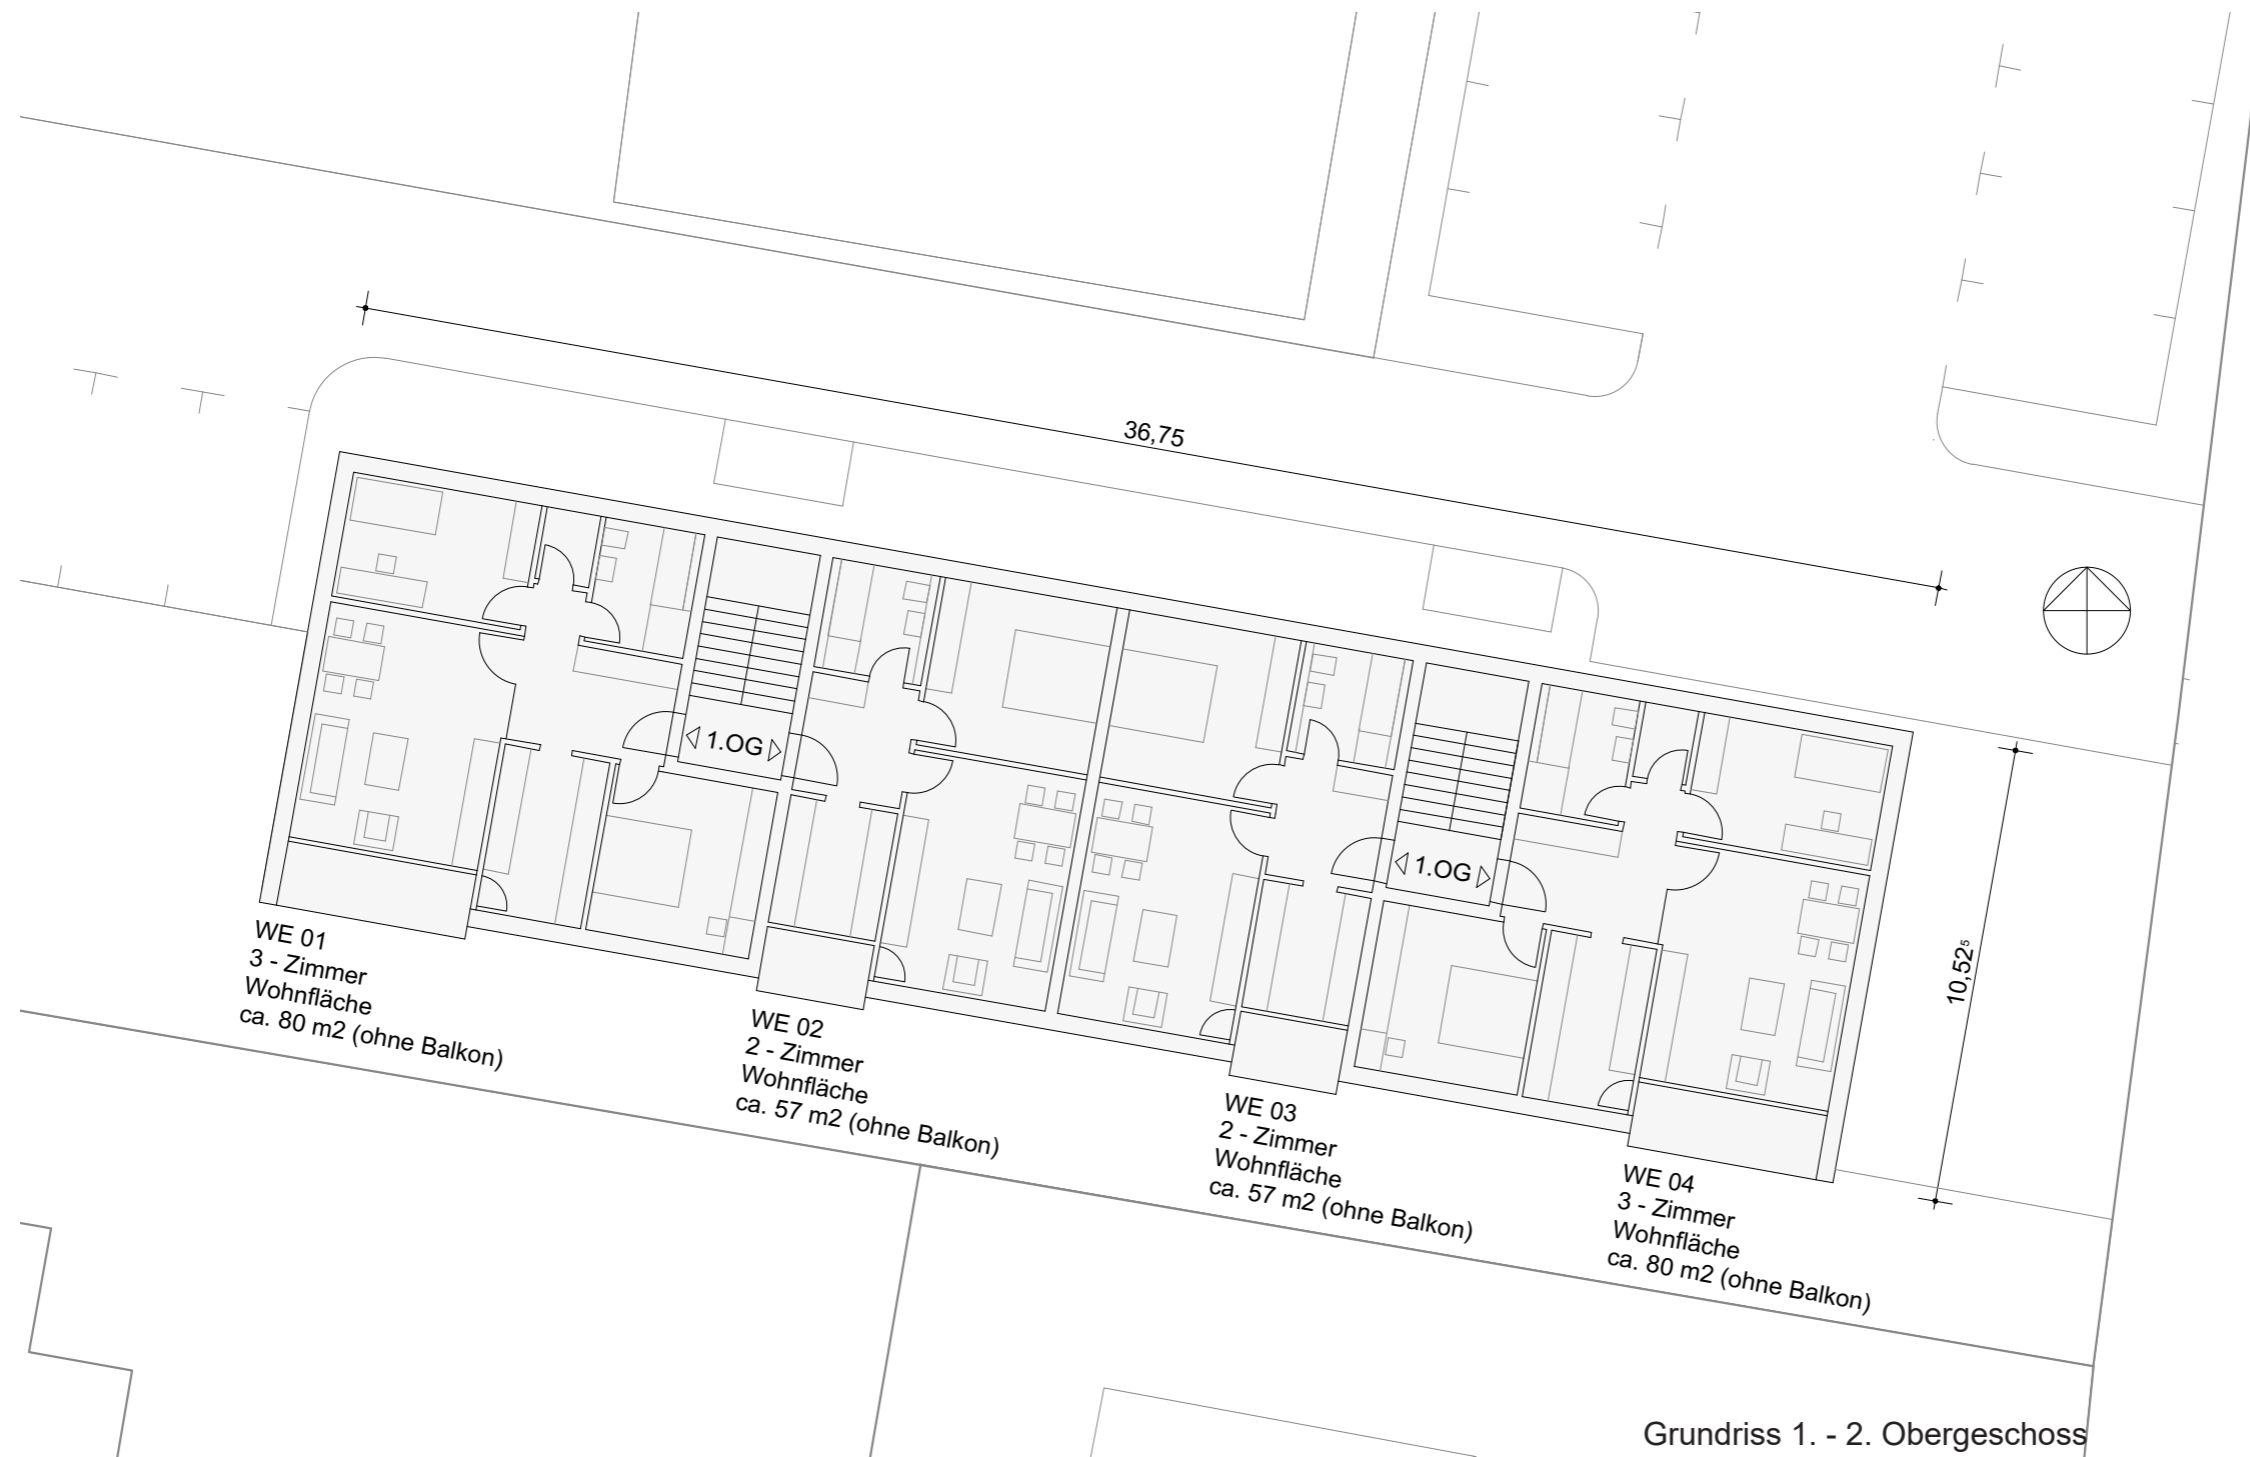 36,75
1.OG
1.OG
10,52⁵
WE 01
3 - Zimmer
Wohnfläche
ca. 80 m2 (ohne Balkon)
WE 02
2 - Zimmer
Wohnfläche
ca. 57 m2 (ohne Balkon)
WE 03
2 - Zimmer
Wohnfläche
ca. 57 m2 (ohne Balkon)
WE 04
3 - Zimmer
Wohnfläche
ca. 80 m2 (ohne Balkon)
Grundriss 1. - 2. Obergeschoss